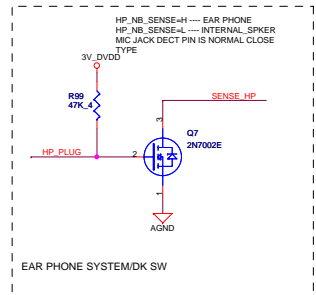 HP_NB_SENSE=H ---- EAR PHONE
HP_NB_SENSE=L ---- INTERNAL_SPKER
MIC JACK DECT PIN IS NORMAL CLOSE
TYPE
3V_DVDD
R99
47K_4
SENSE_HP
3
Q7
2N7002E
HP_PLUG
2
1
AGND
EAR PHONE SYSTEM/DK SW